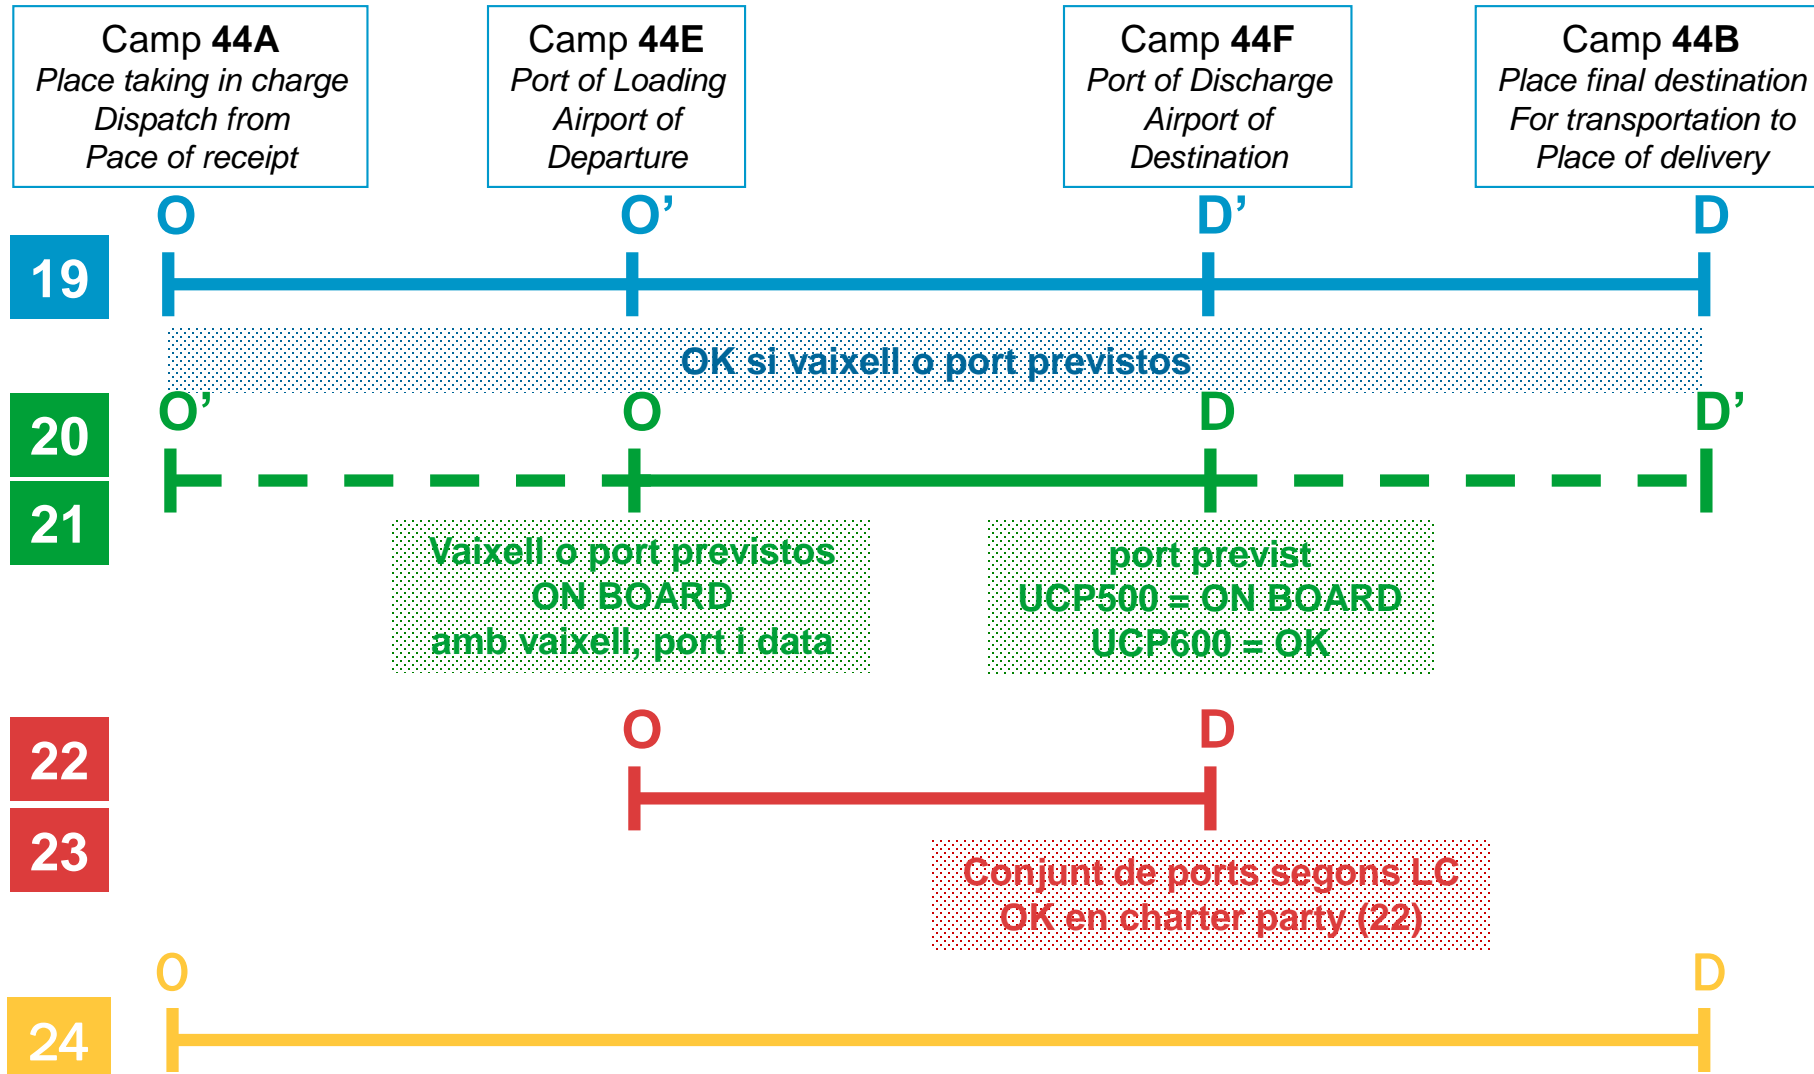 Camp 44A
Place taking in charge
Dispatch from
Pace of receipt
Camp 44E
Port of Loading
Airport of
Departure
Camp 44F
Port of Discharge
Airport of
Destination
Camp 44B
Place final destination
For transportation to
Place of delivery
O O’ D’ D
19
OK si vaixell o port previstos
O’ O D D’
20
21
Vaixell o port previstos
ON BOARD
amb vaixell, port i data
port previst
UCP500 = ON BOARD
UCP600 = OK
O D
22
23
Conjunt de ports segons LC
OK en charter party (22)
O D
24